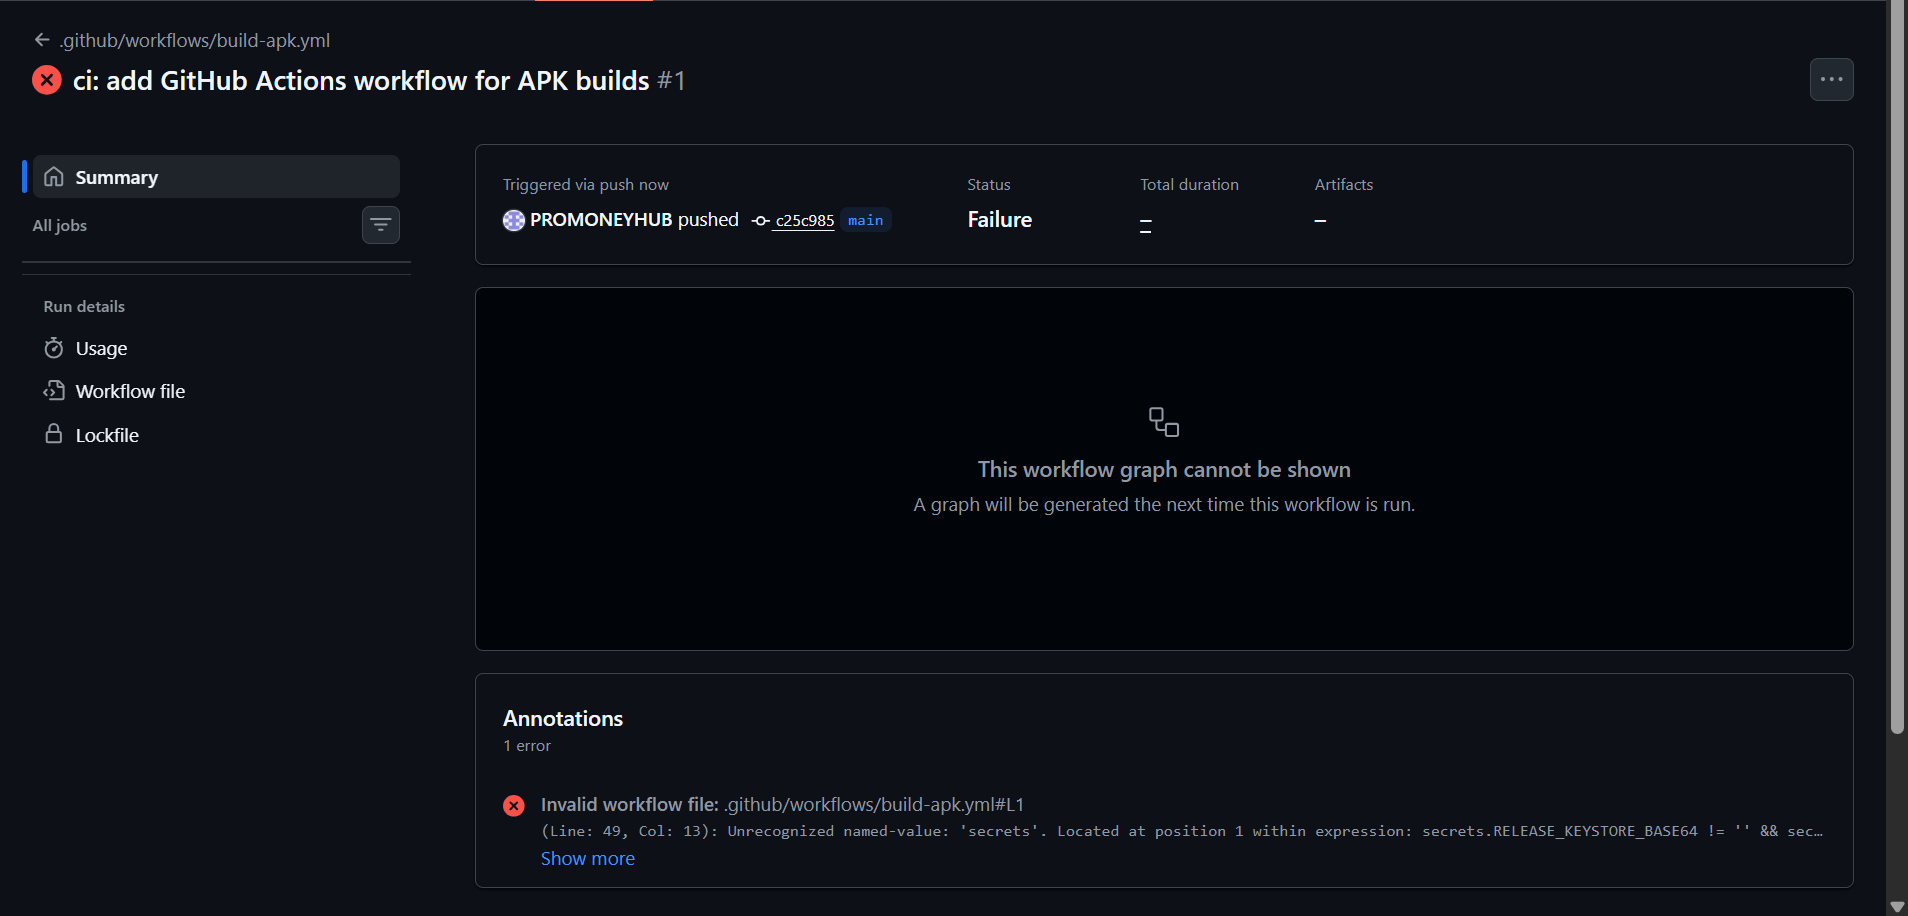 .github/workflows/build-apk.yml
ci: add GitHub Actions workflow for APK builds #1
Summary
All jobs
Run details
Usage
Workflow file
Lockfile
Triggered via push now
PROMONEYHUB pushed c25c985 main
Status
Failure
Total duration
–
Artifacts
–
This workflow graph cannot be shown
A graph will be generated the next time this workflow is run.
Annotations
1 error
Invalid workflow file: .github/workflows/build-apk.yml#L1
(Line: 49, Col: 13): Unrecognized named-value: 'secrets'. Located at position 1 within expression: secrets.RELEASE_KEYSTORE_BASE64 != '' && sec…
Show more